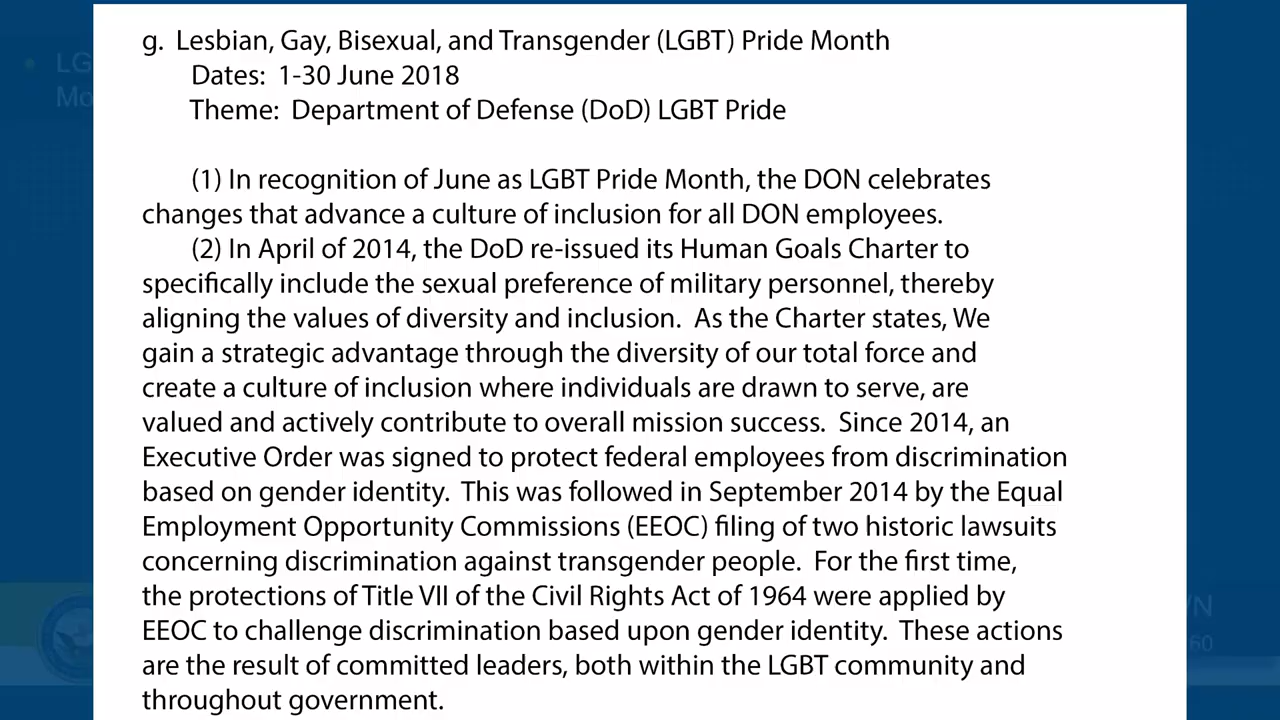 g. Lesbian, Gay, Bisexual, and Transgender (LGBT) Pride Month
Dates: 1-30 June 2018
Theme: Department of Defense (DoD) LGBT Pride
(1) In recognition of June as LGBT Pride Month, the DON celebrates
changes that advance a culture of inclusion for all DON employees.
(2) In April of 2014, the DoD re-issued its Human Goals Charter to
specifically include the sexual preference of military personnel, thereby
aligning the values of diversity and inclusion. As the Charter states, We
gain a strategic advantage through the diversity of our total force and
create a culture of inclusion where individuals are drawn to serve, are
valued and actively contribute to overall mission success. Since 2014, an
Executive Order was signed to protect federal employees from discrimination
based on gender identity. This was followed in September 2014 by the Equal
Employment Opportunity Commissions (EEOC) filing of two historic lawsuits
concerning discrimination against transgender people. For the first time,
the protections of Title VII of the Civil Rights Act of 1964 were applied by
EEOC to challenge discrimination based upon gender identity. These actions
are the result of committed leaders, both within the LGBT community and
throughout government.
LG
Mo
60